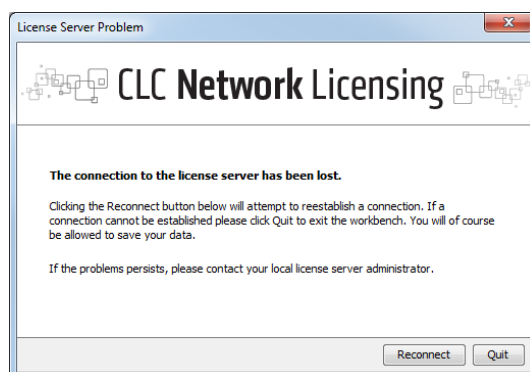 License Server Problem
CLC Network Licensing
The connection to the license server has been lost.
Clicking the Reconnect button below will attempt to reestablish a connection. If a
connection cannot be established please click Quit to exit the workbench. You will of course
be allowed to save your data.
If the problems persists, please contact your local license server administrator.
Reconnect Quit